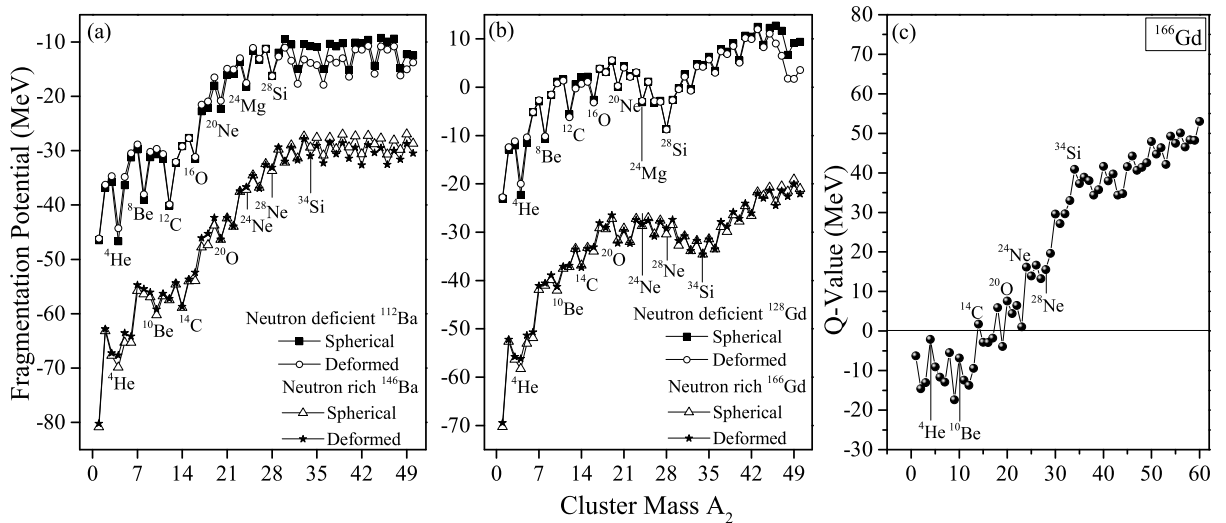 (a)
(b)
(c)
¹⁶⁶Gd
Fragmentation Potential (MeV)
-10
-20
-30
-40
-50
-60
-70
-80
⁴He
⁸Be
¹²C
¹⁶O
²⁰Ne
²⁴Mg
²⁸Si
⁴He
¹⁰Be
¹⁴C
²⁰O
²⁴Ne
²⁸Ne
³⁴Si
Neutron deficient ¹¹²Ba
Spherical
Deformed
Neutron rich ¹⁴⁶Ba
Spherical
Deformed
0 7 14 21 28 35 42 49
10
0
-10
-20
-30
-40
-50
-60
-70
⁴He
⁸Be
¹²C
¹⁶O
²⁰Ne
²⁴Mg
²⁸Si
⁴He
¹⁰Be
¹⁴C
²⁰O
²⁴Ne
²⁸Ne
³⁴Si
Neutron deficient ¹²⁸Gd
Spherical
Deformed
Neutron rich ¹⁶⁶Gd
Spherical
Deformed
0 7 14 21 28 35 42 49
Cluster Mass A₂
Q-Value (MeV)
80
70
60
50
40
30
20
10
0
-10
-20
-30
⁴He
¹⁰Be
¹⁴C
²⁰O
²⁴Ne
²⁸Ne
³⁴Si
0 10 20 30 40 50 60